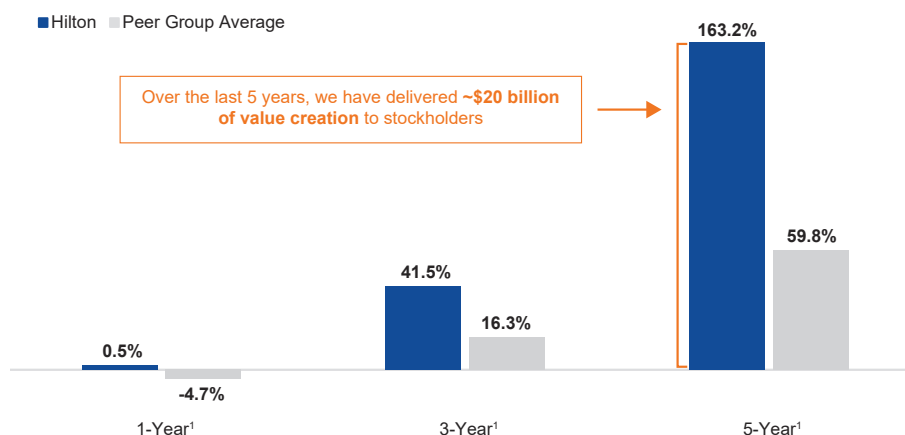 Hilton Peer Group Average
163.2%
Over the last 5 years, we have delivered ~$20 billion
of value creation to stockholders
59.8%
41.5%
16.3%
0.5%
-4.7%
1-Year¹ 3-Year¹ 5-Year¹